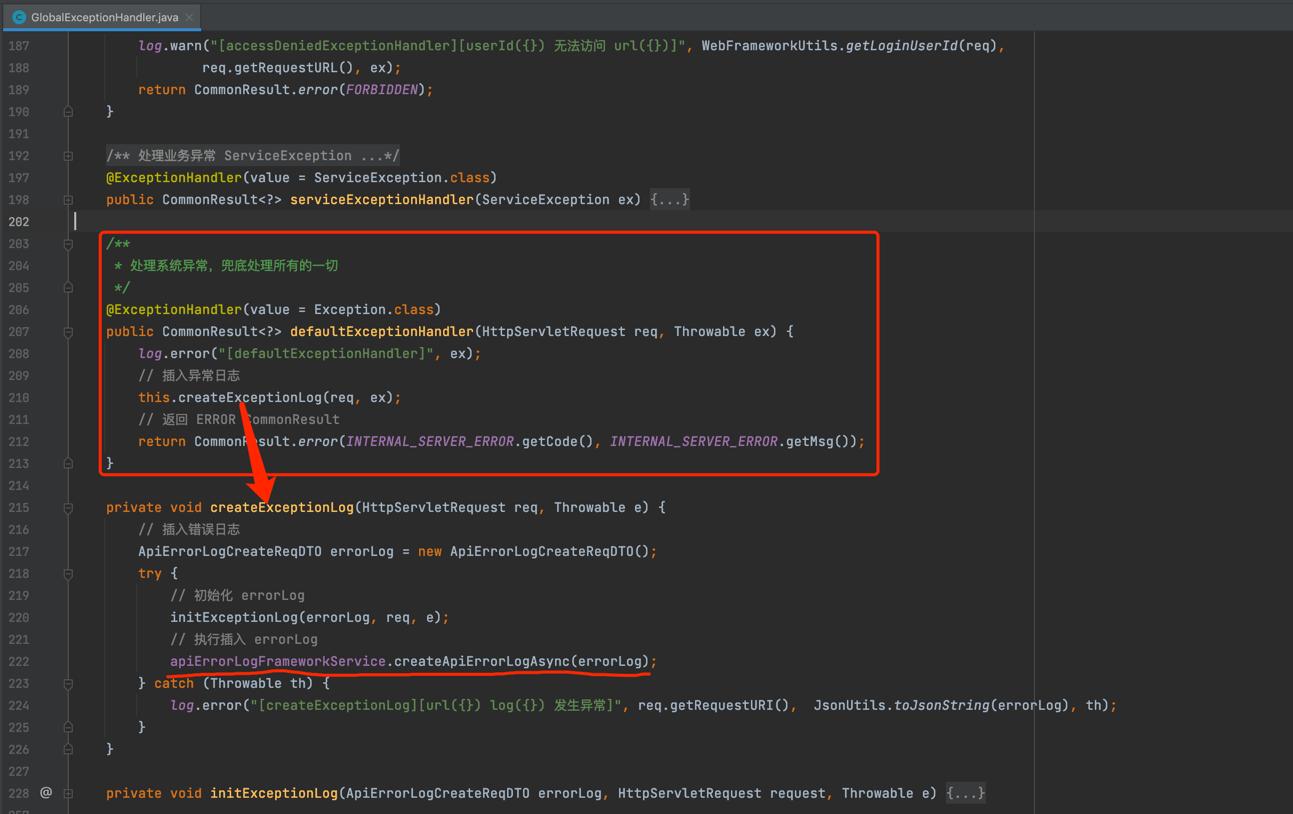 GlobalExceptionHandler.java
187 log.warn("[accessDeniedExceptionHandler][userId({}) 无法访问 url({})]", WebFrameworkUtils.getLoginUserId(req),
188 req.getRequestURL(), ex);
189 return CommonResult.error(FORBIDDEN);
190 }
191
192 /** 处理业务异常 ServiceException ...*/
197 @ExceptionHandler(value = ServiceException.class)
198 public CommonResult<?> serviceExceptionHandler(ServiceException ex) {...}
202
203 /**
204 * 处理系统异常，兜底处理所有的一切
205 */
206 @ExceptionHandler(value = Exception.class)
207 public CommonResult<?> defaultExceptionHandler(HttpServletRequest req, Throwable ex) {
208 log.error("[defaultExceptionHandler]", ex);
209 // 插入异常日志
210 this.createExceptionLog(req, ex);
211 // 返回 ERROR CommonResult
212 return CommonResult.error(INTERNAL_SERVER_ERROR.getCode(), INTERNAL_SERVER_ERROR.getMsg());
213 }
214
215 private void createExceptionLog(HttpServletRequest req, Throwable e) {
216 // 插入错误日志
217 ApiErrorLogCreateReqDTO errorLog = new ApiErrorLogCreateReqDTO();
218 try {
219 // 初始化 errorLog
220 initExceptionLog(errorLog, req, e);
221 // 执行插入 errorLog
222 apiErrorLogFrameworkService.createApiErrorLogAsync(errorLog);
223 } catch (Throwable th) {
224 log.error("[createExceptionLog][url({}) log({}) 发生异常]", req.getRequestURI(), JsonUtils.toJsonString(errorLog), th);
225 }
226 }
227
228 @ private void initExceptionLog(ApiErrorLogCreateReqDTO errorLog, HttpServletRequest request, Throwable e) {...}